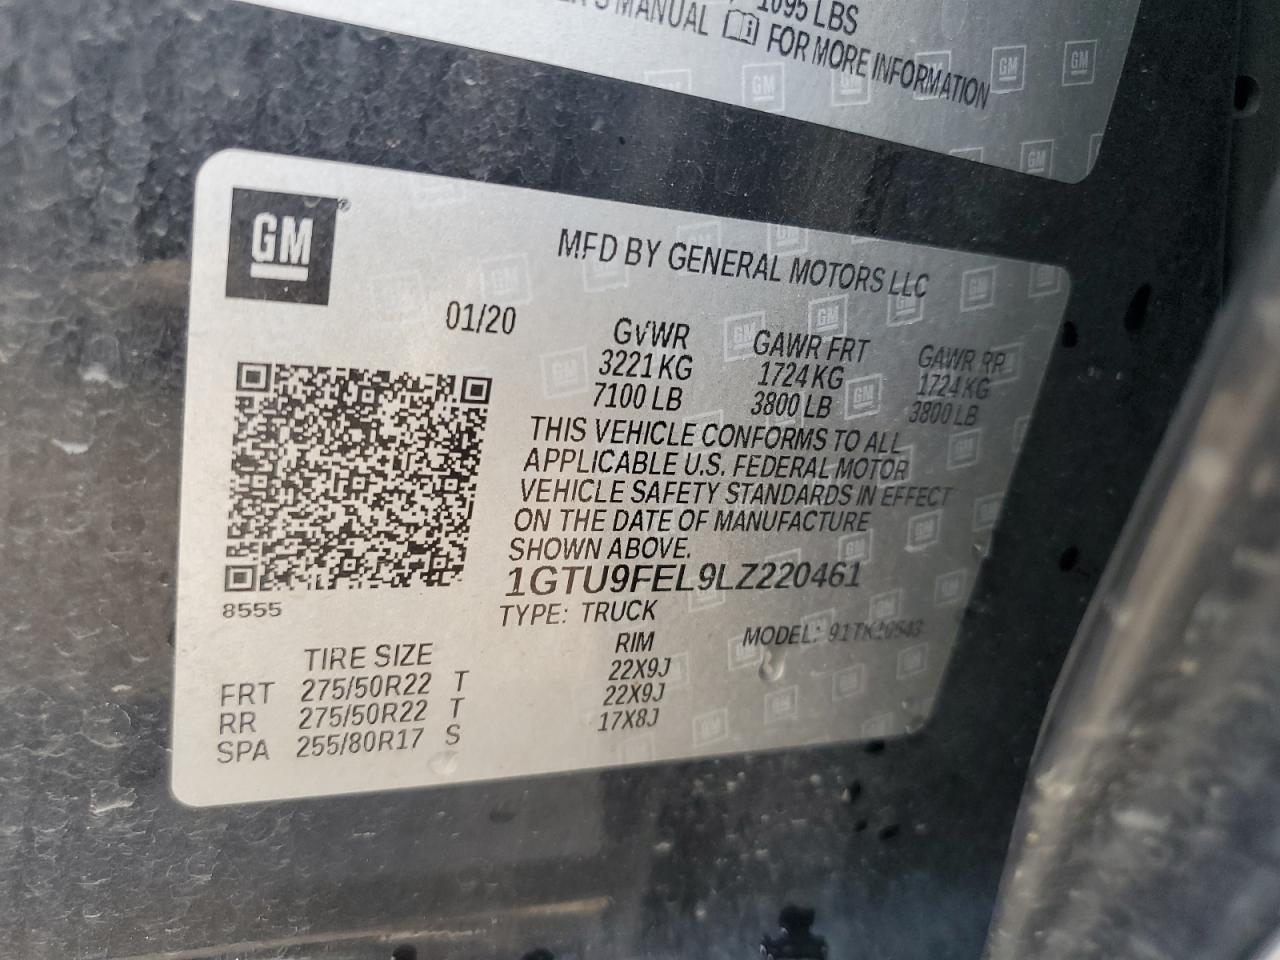 1095 LBS
MANUAL FOR MORE INFORMATION
GM
MFD BY GENERAL MOTORS LLC
01/20
GVWR GAWR FRT GAWR RR
3221 KG 1724 KG 1724 KG
7100 LB 3800 LB 3800 LB
THIS VEHICLE CONFORMS TO ALL
APPLICABLE U.S. FEDERAL MOTOR
VEHICLE SAFETY STANDARDS IN EFFECT
ON THE DATE OF MANUFACTURE
SHOWN ABOVE.
1GTU9FEL9LZ220461
8555
TYPE: TRUCK MODEL:
TIRE SIZE RIM
FRT 275/50R22 T 22X9J
RR 275/50R22 T 22X9J
SPA 255/80R17 S 17X8J